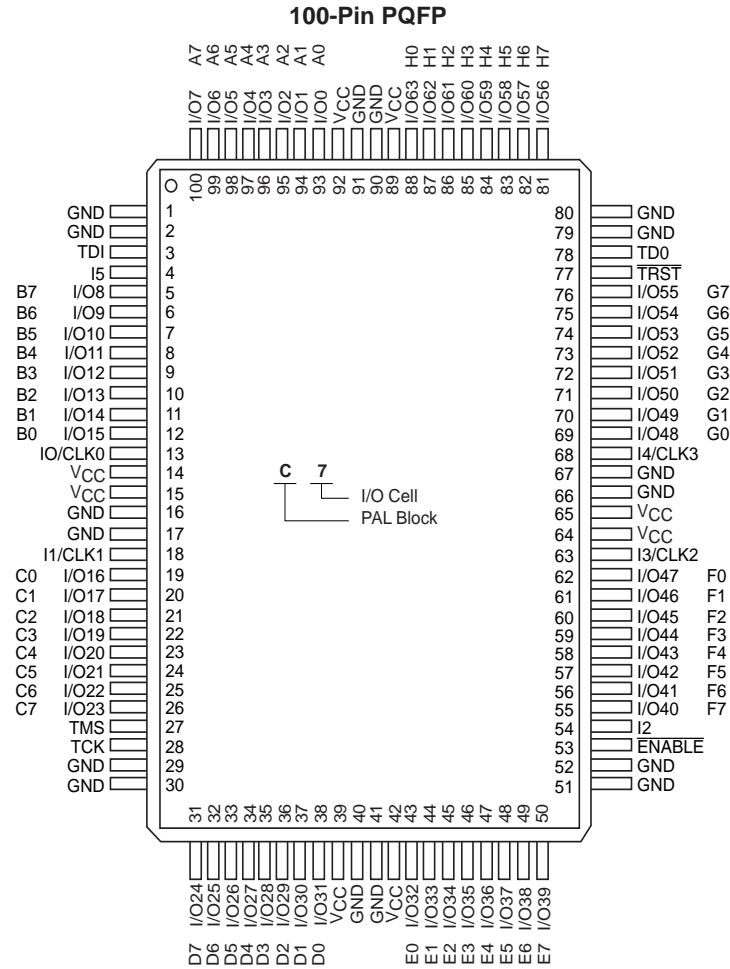 100-Pin PQFP
A7 A6 A5 A4 A3 A2 A1 A0 H0 H1 H2 H3 H4 H5 H6 H7
I/O7 I/O6 I/O5 I/O4 I/O3 I/O2 I/O1 I/O0 VCC GND GND VCC I/O63 I/O62 I/O61 I/O60 I/O59 I/O58 I/O57 I/O56
100 99 98 97 96 95 94 93 92 91 90 89 88 87 86 85 84 83 82 81
GND 1 80 GND
GND 2 79 GND
TDI 3 78 TD0
I5 4 77 TRST
B7 I/O8 5 76 I/O55 G7
B6 I/O9 6 75 I/O54 G6
B5 I/O10 7 74 I/O53 G5
B4 I/O11 8 73 I/O52 G4
B3 I/O12 9 72 I/O51 G3
B2 I/O13 10 71 I/O50 G2
B1 I/O14 11 70 I/O49 G1
B0 I/O15 12 69 I/O48 G0
IO/CLK0 13 68 I4/CLK3
VCC 14 67 GND
VCC 15 66 GND
GND 16 65 VCC
GND 17 64 VCC
I1/CLK1 18 63 I3/CLK2
C 7
I/O Cell
PAL Block
C0 I/O16 19 62 I/O47 F0
C1 I/O17 20 61 I/O46 F1
C2 I/O18 21 60 I/O45 F2
C3 I/O19 22 59 I/O44 F3
C4 I/O20 23 58 I/O43 F4
C5 I/O21 24 57 I/O42 F5
C6 I/O22 25 56 I/O41 F6
C7 I/O23 26 55 I/O40 F7
TMS 27 54 I2
TCK 28 53 ENABLE
GND 29 52 GND
GND 30 51 GND
31 32 33 34 35 36 37 38 39 40 41 42 43 44 45 46 47 48 49 50
I/O24 I/O25 I/O26 I/O27 I/O28 I/O29 I/O30 I/O31 VCC GND GND VCC I/O32 I/O33 I/O34 I/O35 I/O36 I/O37 I/O38 I/O39
D7 D6 D5 D4 D3 D2 D1 D0 E0 E1 E2 E3 E4 E5 E6 E7